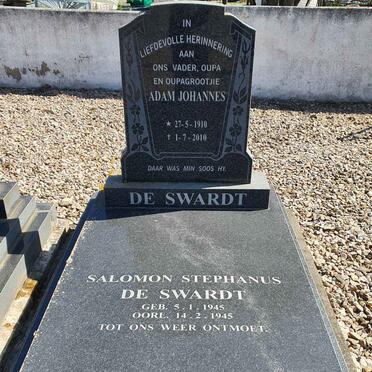 IN
LIEFDEVOLLE HERINNERING
AAN
ONS VADER, OUPA
EN OUPAGROOTJIE
ADAM JOHANNES
★ 27-5-1910
† 1-7-2010
DAAR WAS MIN SOOS HY.
DE SWARDT
SALOMON STEPHANUS
DE SWARDT
GEB. 5.1.1945
OORL. 14.2.1945
TOT ONS WEER ONTMOET.